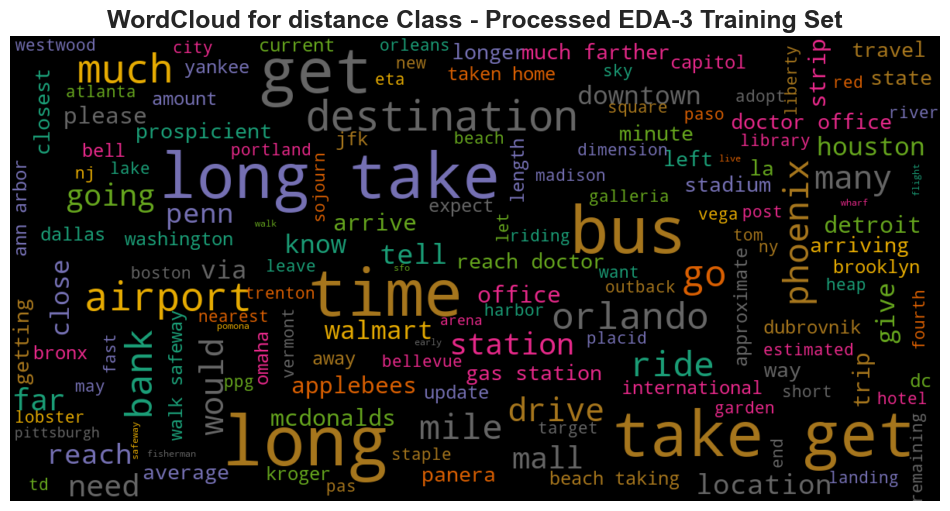 WordCloud for distance Class - Processed EDA-3 Training Set
westwood city current orleans longer much farther capitol strip travel
much yankee get eta new taken home sky liberty red state
closest atlanta amount destination downtown square paso adopt river
please prospicient jfk beach minute doctor office
bell portland length dimension left library houston
nj lake long take live la many flight
ann arbor going sojourn madison stadium phoenix wharf
penn arrive expect galleria vega post detroit
dallas washington walk know let riding bus tom ny arriving
close boston via leave tell reach doctor want go approximate brooklyn
airport trenton sfo time office outback heap give fourth
getting nearest pomona vermont walmart harbor orlando dubrovnik
bronx fast bank walk safeway omaha away arena early station placid estimated
may would ppg bellevue gas station ride way trip dc
far applebees update international short hotel
lobster mcdonalds drive garden
pittsburgh safeway long mile target take get
reach fisherman staple mall end remaining
need average kroger panera location landing
td pas beach taking